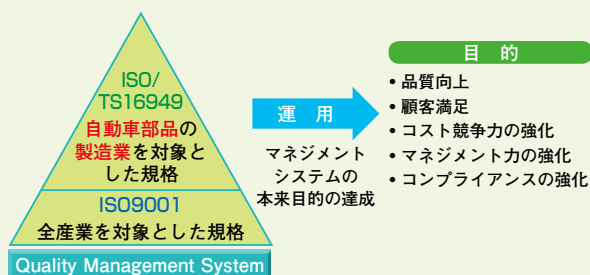 ISO/
TS16949
自動車部品の
製造業を対象と
した規格
ISO9001
全産業を対象とした規格
Quality Management System
運 用
マネジメント
システムの
本来目的の達成
目 的
• 品質向上
• 顧客満足
• コスト競争力の強化
• マネジメント力の強化
• コンプライアンスの強化